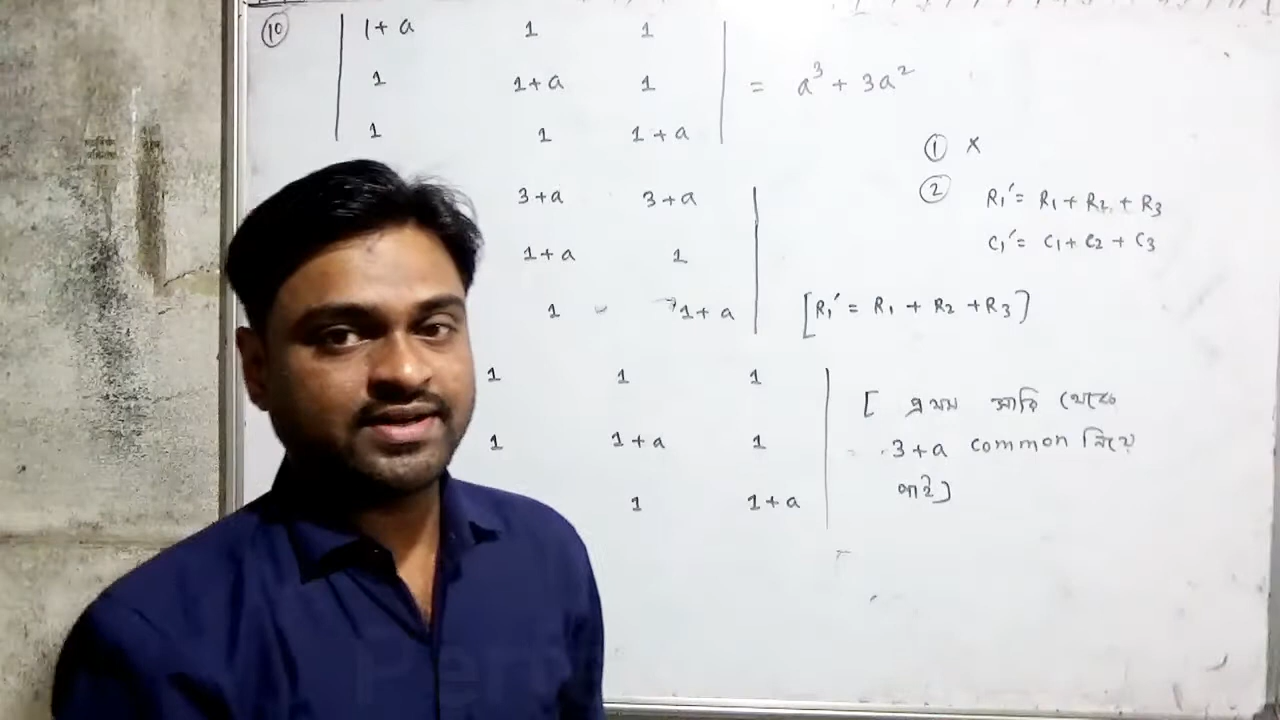 ⑩ | 1+a 1 1 |
| 1 1+a 1 | = a³ + 3a²
| 1 1 1+a |
① ×
② R₁′ = R₁ + R₂ + R₃
C₁′ = C₁ + C₂ + C₃
3+a 3+a |
1+a 1 |
1 1+a | [R₁′ = R₁ + R₂ + R₃]
1 1 1 | [ প্রথম সারি থেকে
1 1+a 1 | 3+a common নিয়ে
1 1+a | পাই]